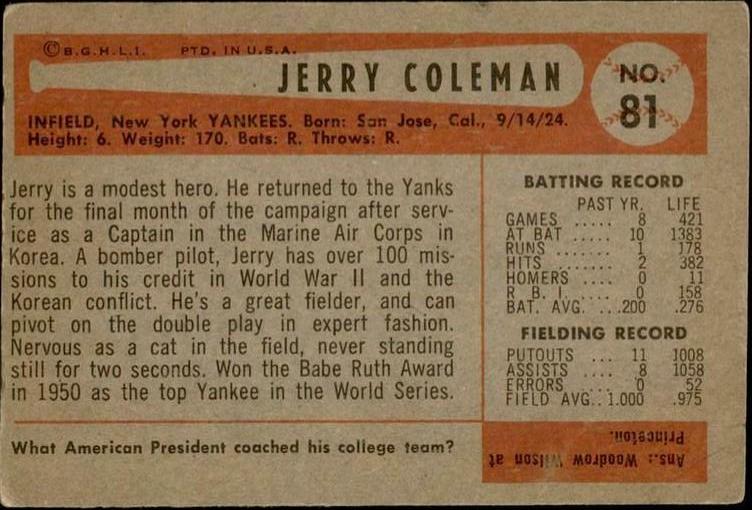 ©B.G.H.L.I. PTD. IN U.S.A.
JERRY COLEMAN
NO.
81
INFIELD, New York YANKEES. Born: San Jose, Cal., 9/14/24.
Height: 6. Weight: 170. Bats: R. Throws: R.
Jerry is a modest hero. He returned to the Yanks
for the final month of the campaign after serv-
ice as a Captain in the Marine Air Corps in
Korea. A bomber pilot, Jerry has over 100 mis-
sions to his credit in World War II and the
Korean conflict. He's a great fielder, and can
pivot on the double play in expert fashion.
Nervous as a cat in the field, never standing
still for two seconds. Won the Babe Ruth Award
in 1950 as the top Yankee in the World Series.
BATTING RECORD
PAST YR. LIFE
GAMES ..... 8 421
AT BAT ..... 10 1383
RUNS ..... 1 178
HITS ..... 2 382
HOMERS .... 0 11
R. B. I. .... 0 158
BAT. AVG. ...200 .276
FIELDING RECORD
PUTOUTS ... 11 1008
ASSISTS ... 8 1058
ERRORS ... 0 52
FIELD AVG.. 1.000 .975
What American President coached his college team?
Ans.: Woodrow Wilson at
Princeton.